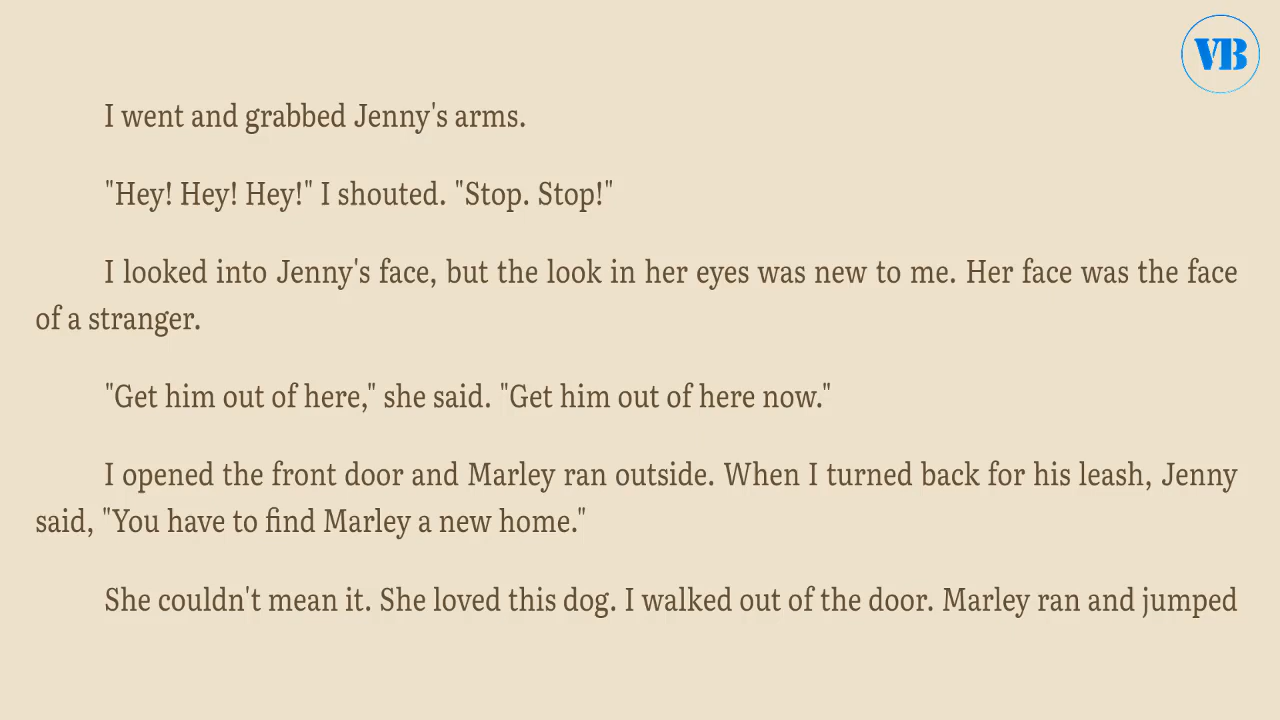 VB
I went and grabbed Jenny's arms.
"Hey! Hey! Hey!" I shouted. "Stop. Stop!"
I looked into Jenny's face, but the look in her eyes was new to me. Her face was the face
of a stranger.
"Get him out of here," she said. "Get him out of here now."
I opened the front door and Marley ran outside. When I turned back for his leash, Jenny
said, "You have to find Marley a new home."
She couldn't mean it. She loved this dog. I walked out of the door. Marley ran and jumped